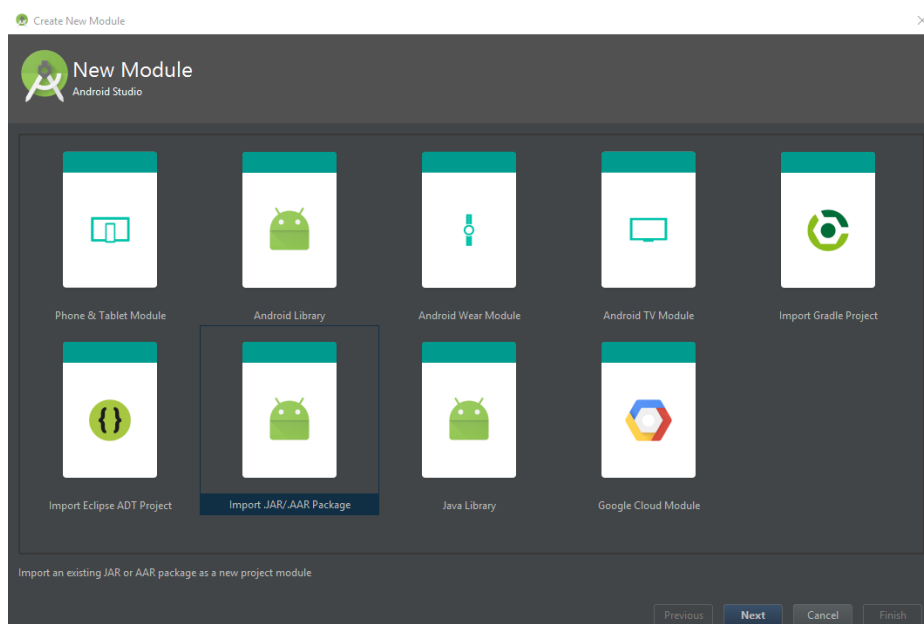 Create New Module
New Module
Android Studio
Phone & Tablet Module
Android Library
Android Wear Module
Android TV Module
Import Gradle Project
Import Eclipse ADT Project
Import .JAR/.AAR Package
Java Library
Google Cloud Module
Import an existing JAR or AAR package as a new project module
Previous
Next
Cancel
Finish